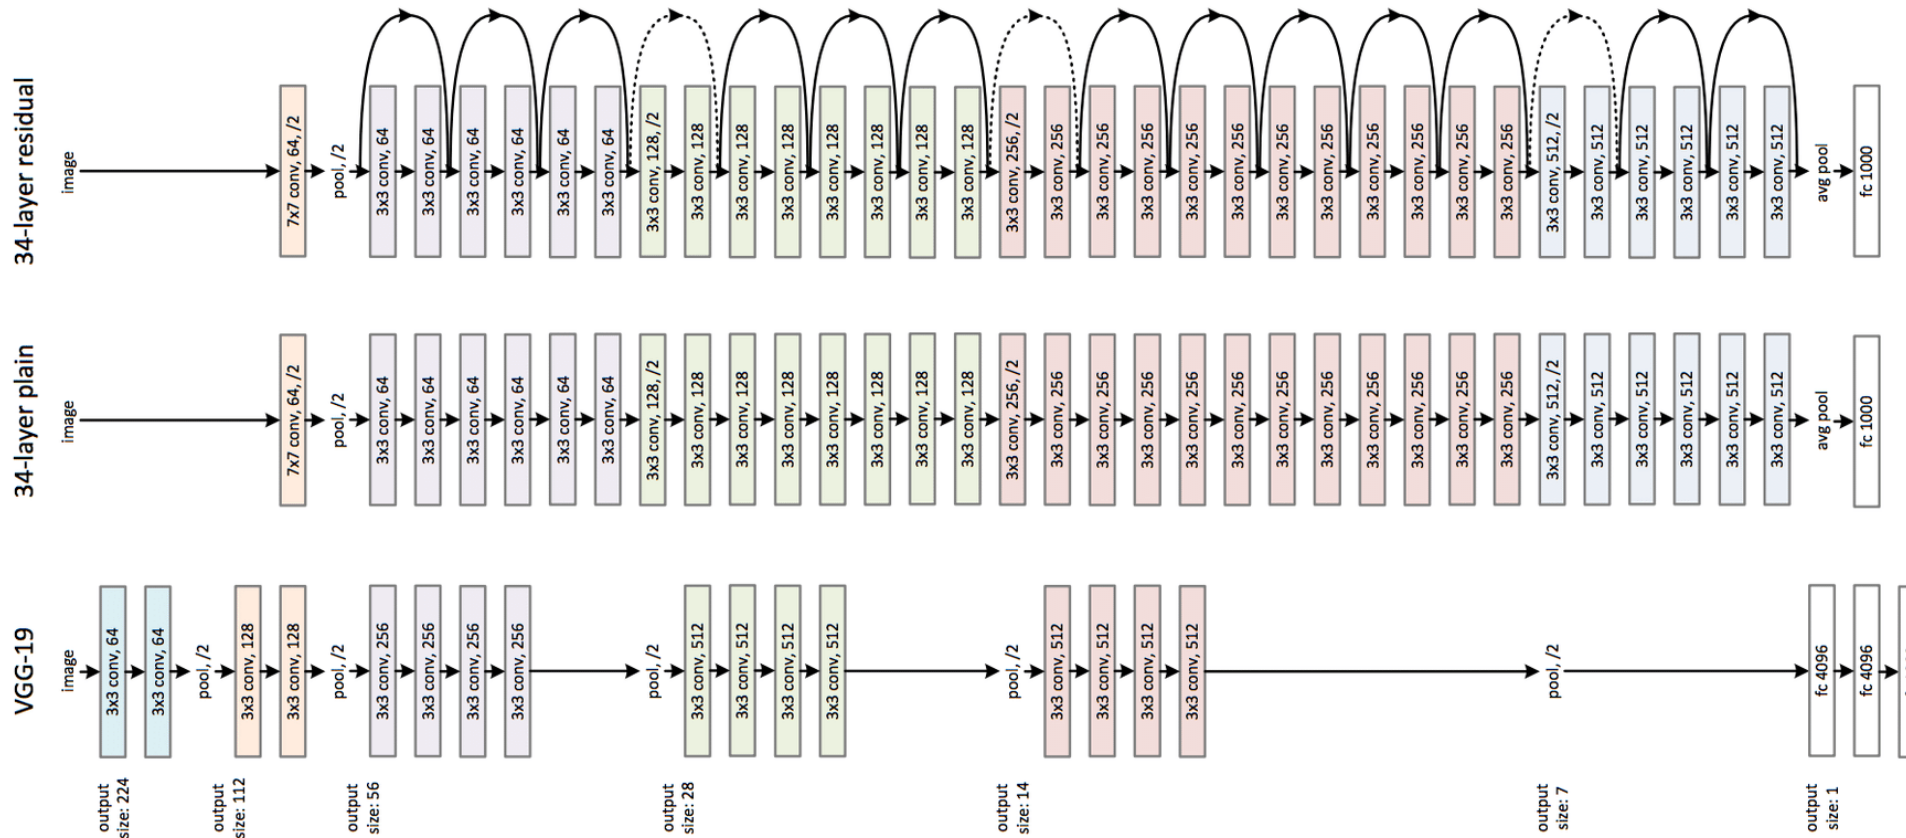 34-layer residual
image
7x7 conv, 64, /2
pool, /2
3x3 conv, 64
3x3 conv, 64
3x3 conv, 64
3x3 conv, 64
3x3 conv, 64
3x3 conv, 64
3x3 conv, 128, /2
3x3 conv, 128
3x3 conv, 128
3x3 conv, 128
3x3 conv, 128
3x3 conv, 128
3x3 conv, 128
3x3 conv, 128
3x3 conv, 256, /2
3x3 conv, 256
3x3 conv, 256
3x3 conv, 256
3x3 conv, 256
3x3 conv, 256
3x3 conv, 256
3x3 conv, 256
3x3 conv, 256
3x3 conv, 256
3x3 conv, 256
3x3 conv, 256
3x3 conv, 512, /2
3x3 conv, 512
3x3 conv, 512
3x3 conv, 512
3x3 conv, 512
3x3 conv, 512
avg pool
fc 1000
34-layer plain
image
7x7 conv, 64, /2
pool, /2
3x3 conv, 64
3x3 conv, 64
3x3 conv, 64
3x3 conv, 64
3x3 conv, 64
3x3 conv, 64
3x3 conv, 128, /2
3x3 conv, 128
3x3 conv, 128
3x3 conv, 128
3x3 conv, 128
3x3 conv, 128
3x3 conv, 128
3x3 conv, 128
3x3 conv, 256, /2
3x3 conv, 256
3x3 conv, 256
3x3 conv, 256
3x3 conv, 256
3x3 conv, 256
3x3 conv, 256
3x3 conv, 256
3x3 conv, 256
3x3 conv, 256
3x3 conv, 256
3x3 conv, 256
3x3 conv, 512, /2
3x3 conv, 512
3x3 conv, 512
3x3 conv, 512
3x3 conv, 512
3x3 conv, 512
avg pool
fc 1000
VGG-19
image
3x3 conv, 64
3x3 conv, 64
pool, /2
3x3 conv, 128
3x3 conv, 128
pool, /2
3x3 conv, 256
3x3 conv, 256
3x3 conv, 256
3x3 conv, 256
pool, /2
3x3 conv, 512
3x3 conv, 512
3x3 conv, 512
3x3 conv, 512
pool, /2
3x3 conv, 512
3x3 conv, 512
3x3 conv, 512
3x3 conv, 512
pool, /2
fc 4096
fc 4096
output
size: 224
output
size: 112
output
size: 56
output
size: 28
output
size: 14
output
size: 7
output
size: 1